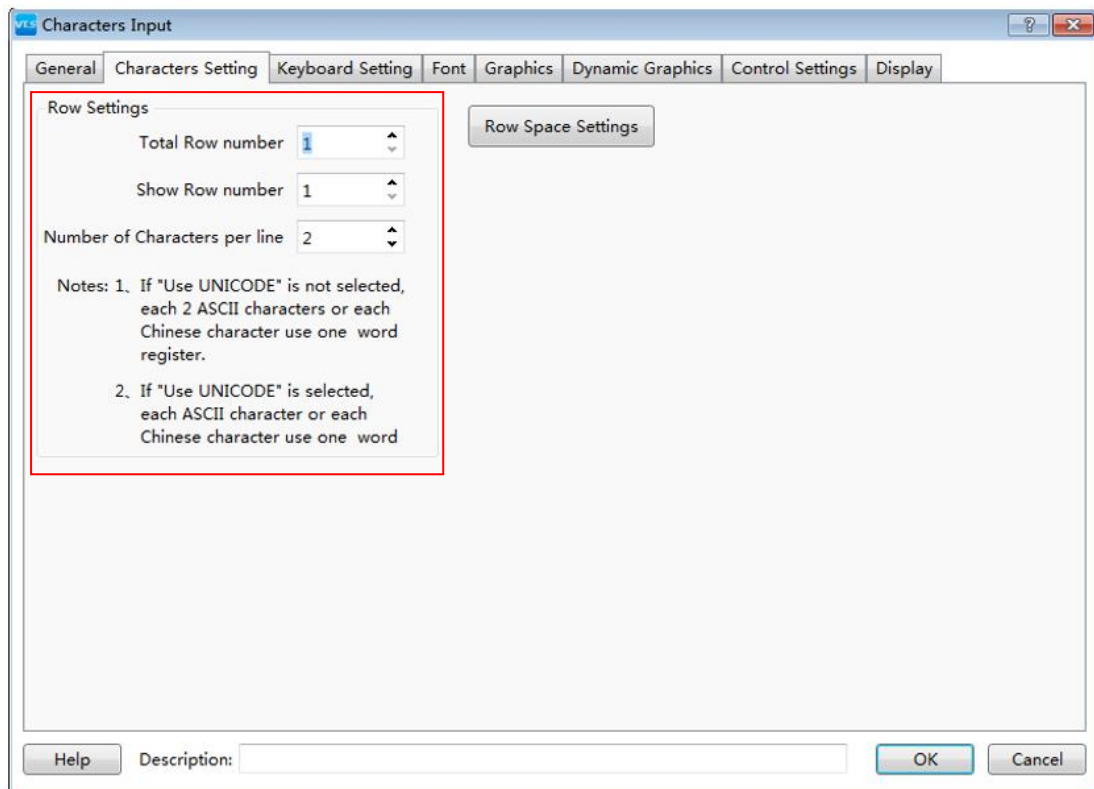 VCS Characters Input
General Characters Setting Keyboard Setting Font Graphics Dynamic Graphics Control Settings Display
Row Settings
Row Space Settings
Total Row number 1
Show Row number 1
Number of Characters per line 2
Notes: 1、If "Use UNICODE" is not selected,
each 2 ASCII characters or each
Chinese character use one word
register.
2、If "Use UNICODE" is selected,
each ASCII character or each
Chinese character use one word
Help Description: OK Cancel